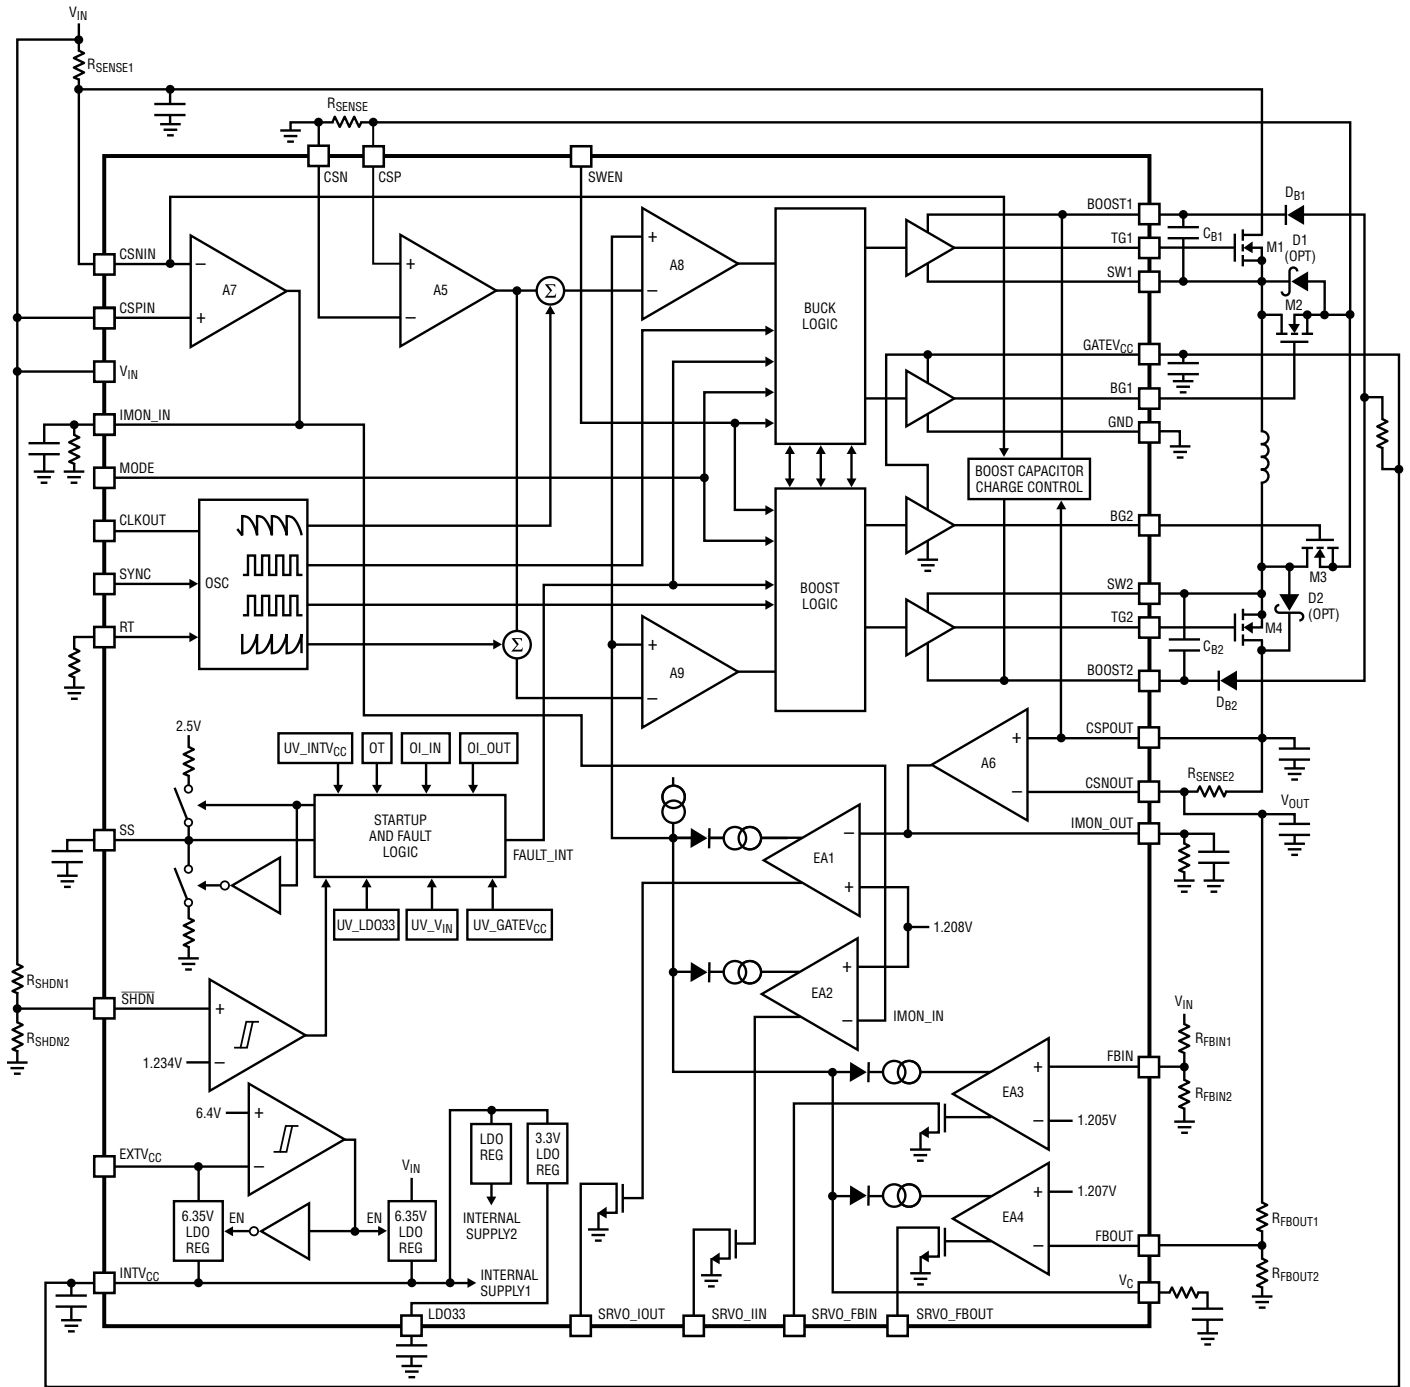 VIN
RSENSE1
RSENSE
CSN
CSP
SWEN
BOOST1
DB1
CSNIN
TG1
CB1
M1
D1
(OPT)
A7
A5
Σ
A8
SW1
CSPIN
BUCK
LOGIC
M2
VIN
GATEVCC
IMON_IN
BG1
GND
MODE
BOOST CAPACITOR
CHARGE CONTROL
CLKOUT
BG2
SYNC
OSC
M3
BOOST
LOGIC
SW2
D2
(OPT)
RT
TG2
M4
Σ
CB2
A9
BOOST2
DB2
2.5V
UV_INTVCC
OT
OI_IN
OI_OUT
CSPOUT
A6
CSNOUT
RSENSE2
VOUT
STARTUP
AND FAULT
LOGIC
SS
IMON_OUT
FAULT_INT
EA1
UV_LDO33
UV_VIN
UV_GATEVCC
1.208V
RSHDN1
SHDN
EA2
IMON_IN
VIN
RSHDN2
1.234V
FBIN
RFBIN1
EA3
RFBIN2
6.4V
1.205V
LDO
REG
3.3V
LDO
REG
EXTVCC
VIN
1.207V
6.35V
LDO
REG
EN
EN
6.35V
LDO
REG
INTERNAL
SUPPLY2
EA4
RFBOUT1
FBOUT
INTVCC
INTERNAL
SUPPLY1
VC
RFBOUT2
LDO33
SRVO_IOUT
SRVO_IIN
SRVO_FBIN
SRVO_FBOUT